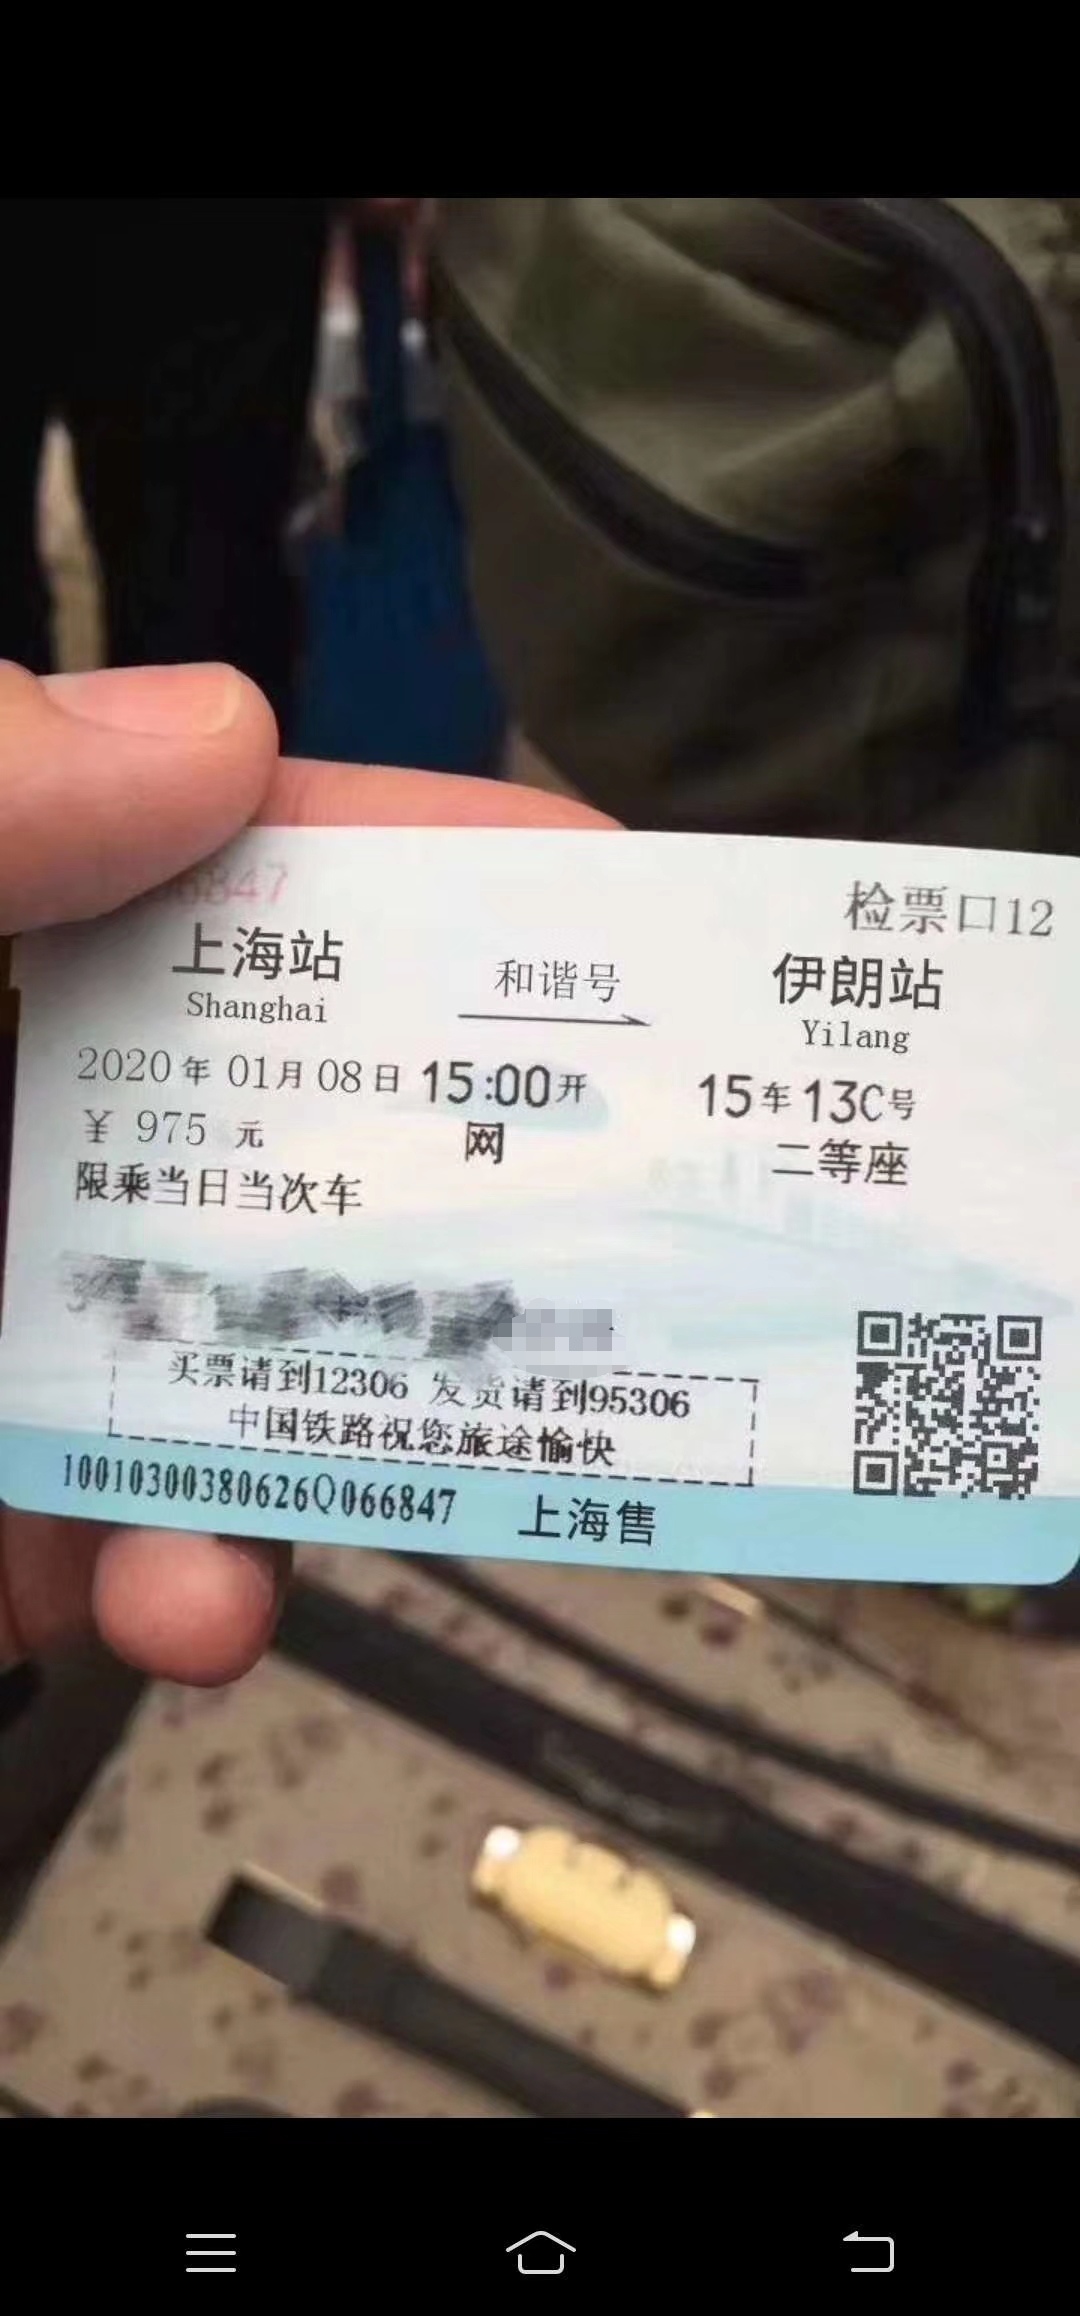 6847
检票口12
上海站 和谐号 伊朗站
Shanghai Yilang
2020年01月08日 15:00开 15车13C号
¥ 975 元 网 二等座
限乘当日当次车
买票请到12306 发货请到95306
中国铁路祝您旅途愉快
10010300380626Q066847 上海售